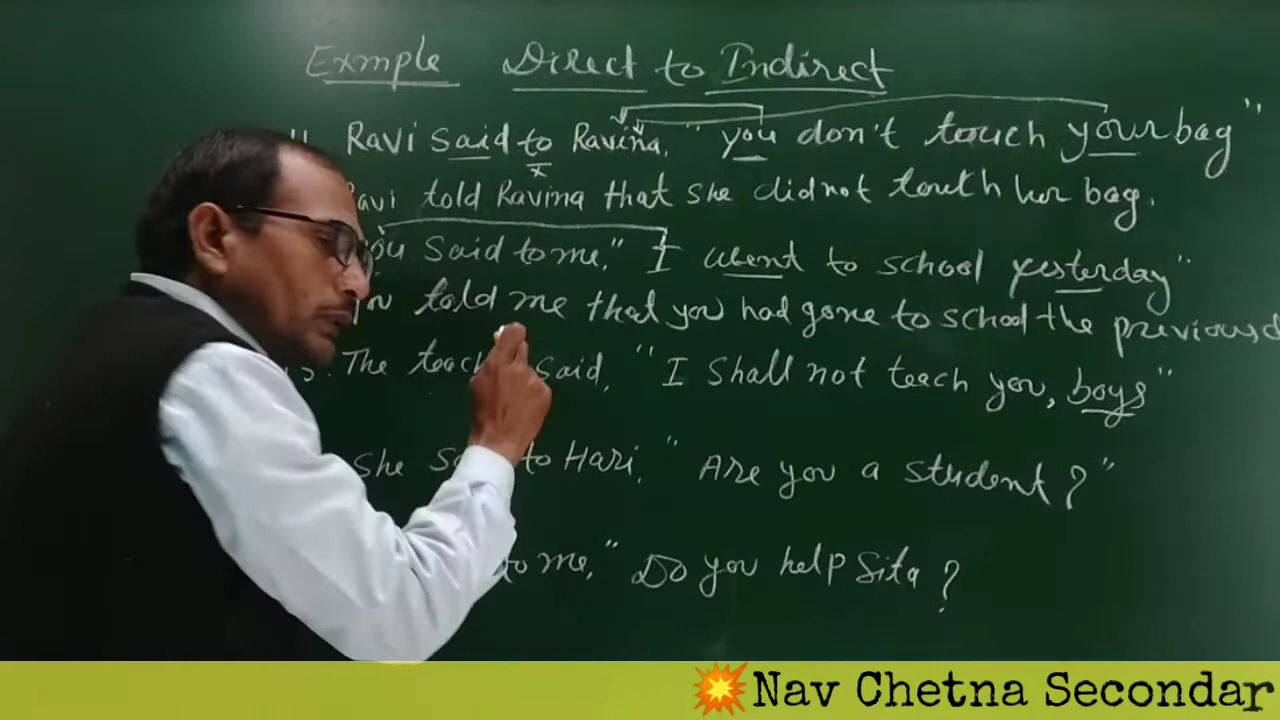 Exmple Direct to Indirect
Ravi said to Ravina, "you don't touch your bag"
avi told Ravina that she did not touch her bag.
you said to me," I went to school yesterday"
told me that you had gone to school the previous d
3. The teach said, "I shall not teach you, boys"
She s to Hari, "Are you a student?"
to me," Do you help Sita?
💥Nav Chetna Secondar